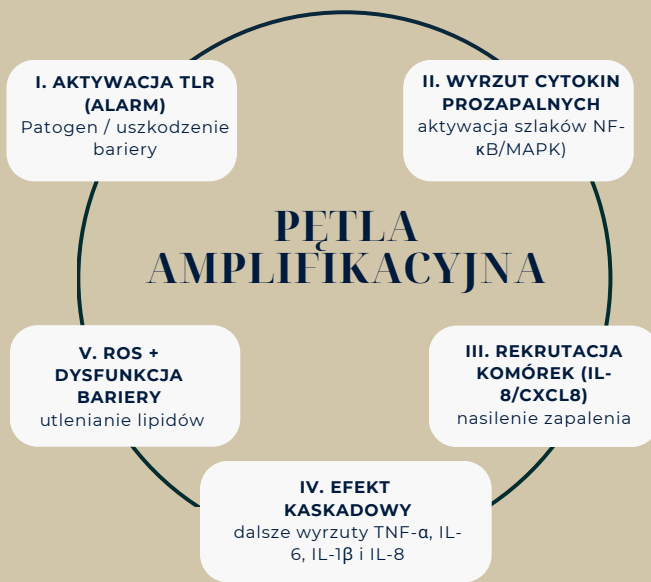 I. AKTYWACJA TLR
(ALARM)
Patogen / uszkodzenie
bariery
II. WYRZUT CYTOKIN
PROZAPALNYCH
aktywacja szlaków NF-
κB/MAPK)
PĘTLA
AMPLIFIKACYJNA
V. ROS +
DYSFUNKCJA
BARIERY
utlenianie lipidów
III. REKRUTACJA
KOMÓREK (IL-
8/CXCL8)
nasilenie zapalenia
IV. EFEKT
KASKADOWY
dalsze wyrzuty TNF-α, IL-
6, IL-1β i IL-8